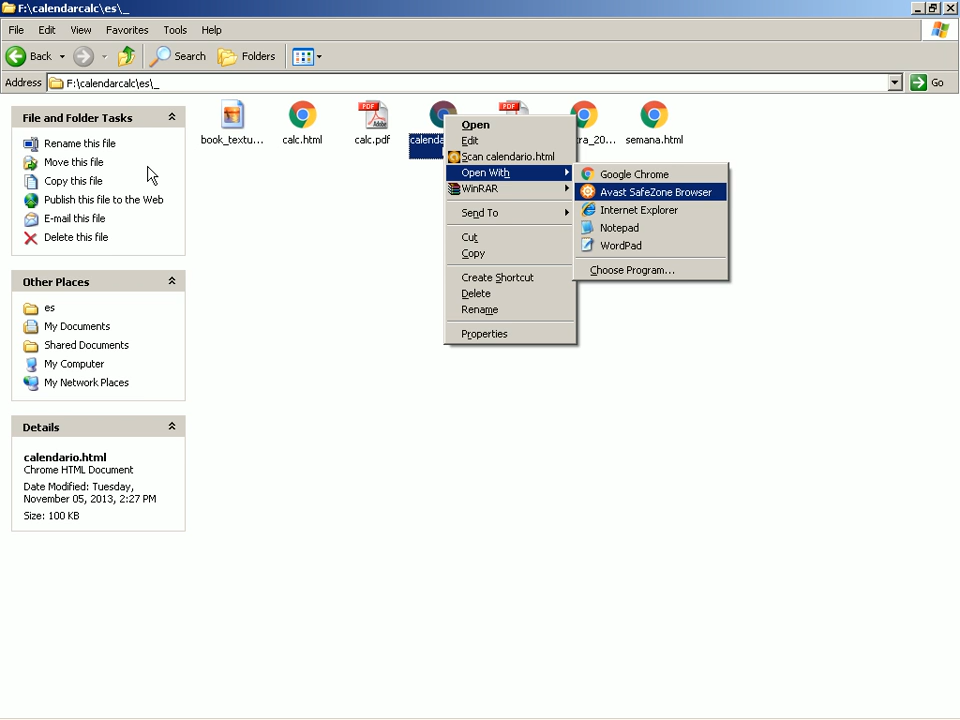 F:\calendarcalc\es\_
File Edit View Favorites Tools Help
Back Search Folders
Address F:\calendarcalc\es\_ Go
File and Folder Tasks
Rename this file
Move this file
Copy this file
Publish this file to the Web
E-mail this file
Delete this file
Other Places
es
My Documents
Shared Documents
My Computer
My Network Places
Details
calendario.html
Chrome HTML Document
Date Modified: Tuesday,
November 05, 2013, 2:27 PM
Size: 100 KB
book_textu... calc.html calc.pdf calenda ra_20... semana.html
PDF
Adobe
PDF
Open
Edit
Scan calendario.html
Open With
WinRAR
Send To
Cut
Copy
Create Shortcut
Delete
Rename
Properties
Google Chrome
Avast SafeZone Browser
Internet Explorer
Notepad
WordPad
Choose Program...